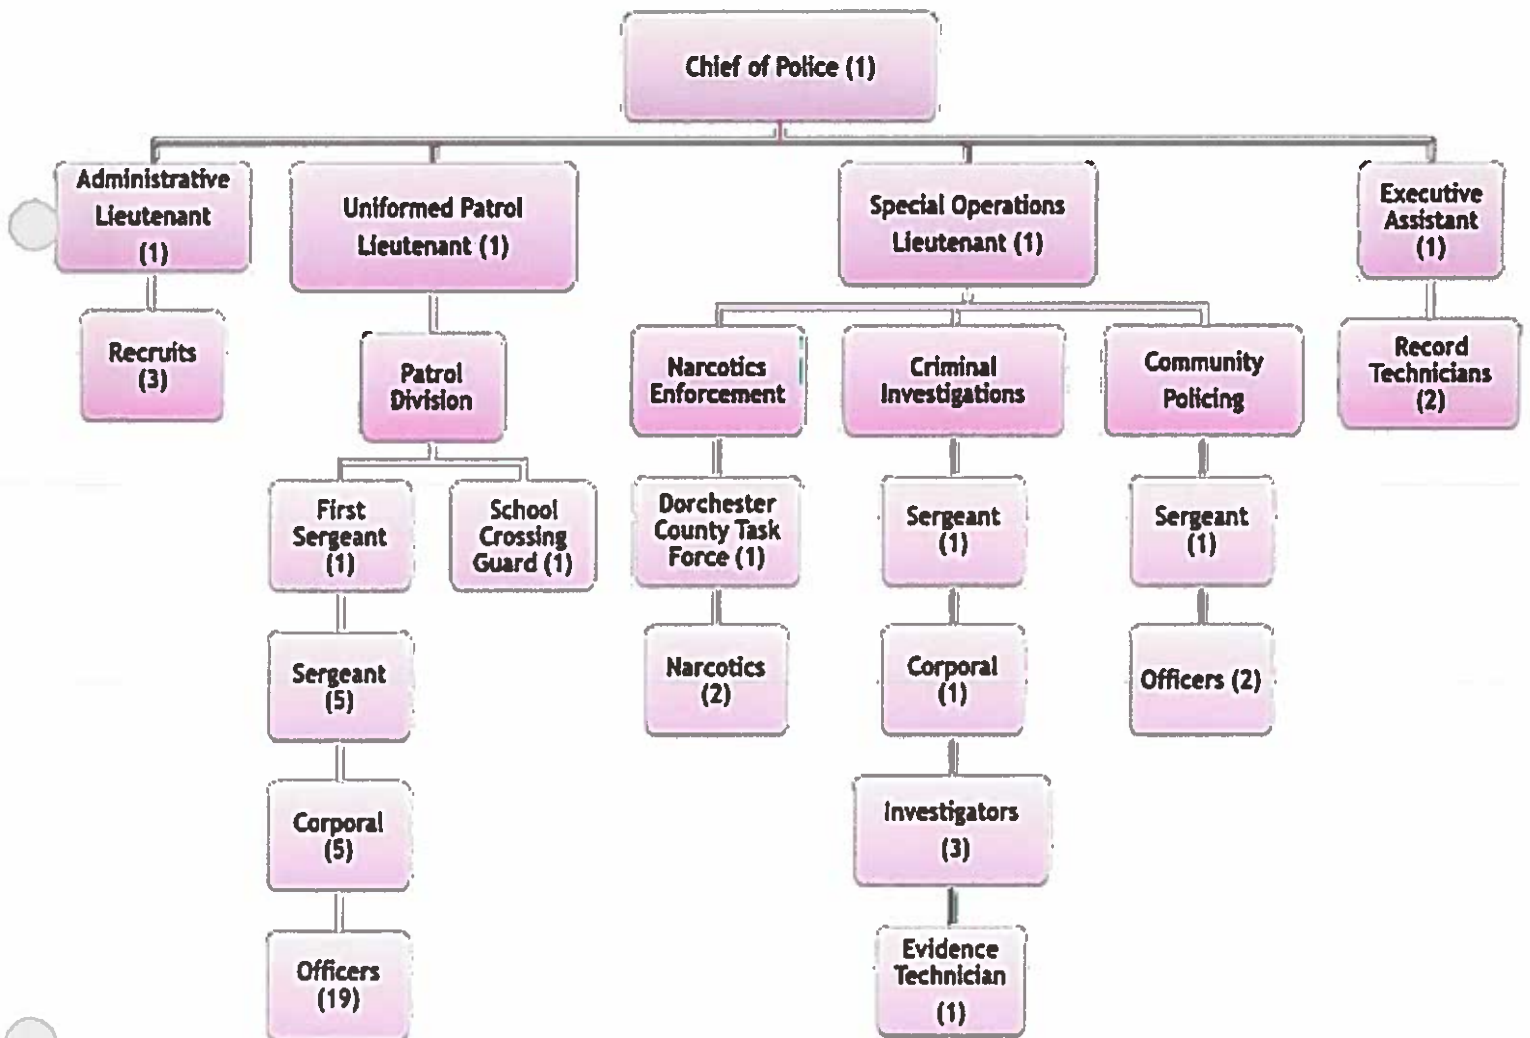 Chief of Police (1)
Administrative
Lieutenant
(1)
Uniformed Patrol
Lieutenant (1)
Special Operations
Lieutenant (1)
Executive
Assistant
(1)
Recruits
(3)
Patrol
Division
Narcotics
Enforcement
Criminal
Investigations
Community
Policing
Record
Technicians
(2)
First
Sergeant
(1)
School
Crossing
Guard (1)
Dorchester
County Task
Force (1)
Sergeant
(1)
Sergeant
(1)
Sergeant
(5)
Narcotics
(2)
Corporal
(1)
Officers (2)
Corporal
(5)
Investigators
(3)
Officers
(19)
Evidence
Technician
(1)